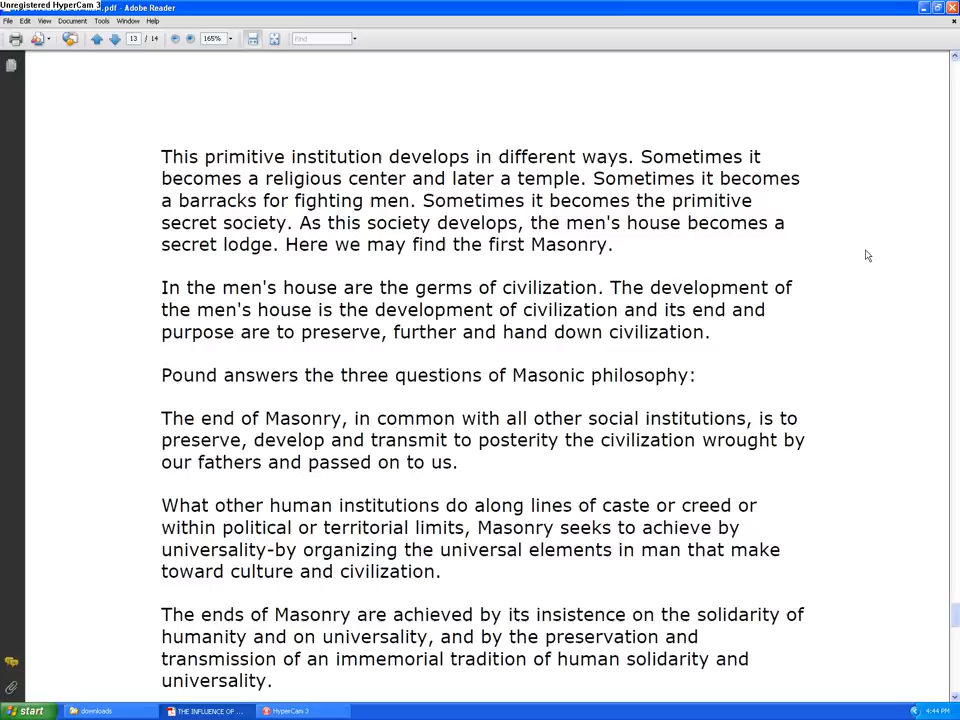 Unregistered HyperCam 3
.pdf - Adobe Reader
File Edit View Document Tools Window Help
13 / 14 165% Find
This primitive institution develops in different ways. Sometimes it
becomes a religious center and later a temple. Sometimes it becomes
a barracks for fighting men. Sometimes it becomes the primitive
secret society. As this society develops, the men's house becomes a
secret lodge. Here we may find the first Masonry.
In the men's house are the germs of civilization. The development of
the men's house is the development of civilization and its end and
purpose are to preserve, further and hand down civilization.
Pound answers the three questions of Masonic philosophy:
The end of Masonry, in common with all other social institutions, is to
preserve, develop and transmit to posterity the civilization wrought by
our fathers and passed on to us.
What other human institutions do along lines of caste or creed or
within political or territorial limits, Masonry seeks to achieve by
universality-by organizing the universal elements in man that make
toward culture and civilization.
The ends of Masonry are achieved by its insistence on the solidarity of
humanity and on universality, and by the preservation and
transmission of an immemorial tradition of human solidarity and
universality.
start downloads THE INFLUENCE OF ... HyperCam 3 4:44 PM